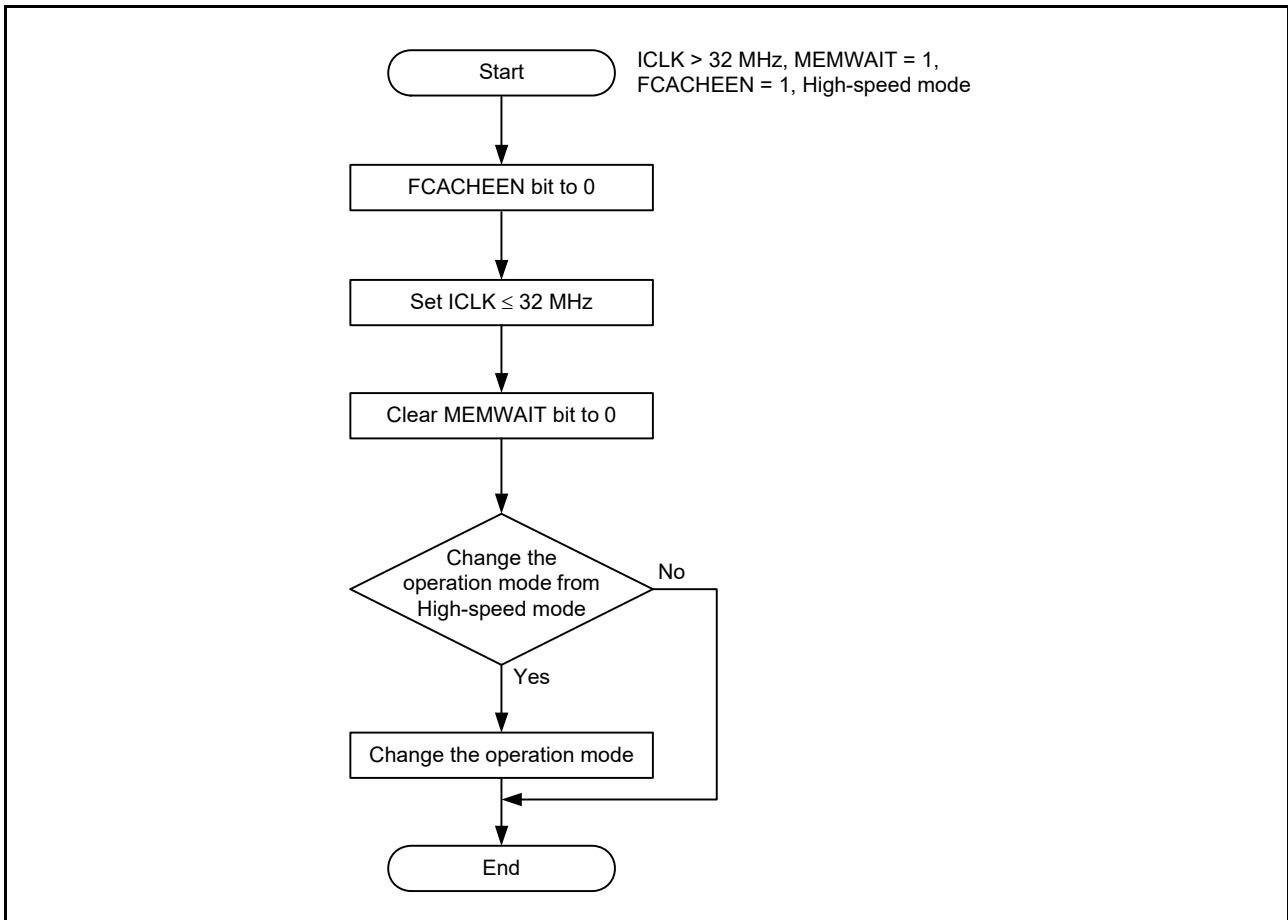 Start
ICLK > 32 MHz, MEMWAIT = 1,
FCACHEEN = 1, High-speed mode
FCACHEEN bit to 0
Set ICLK ≤ 32 MHz
Clear MEMWAIT bit to 0
Change the
operation mode from
High-speed mode
No
Yes
Change the operation mode
End